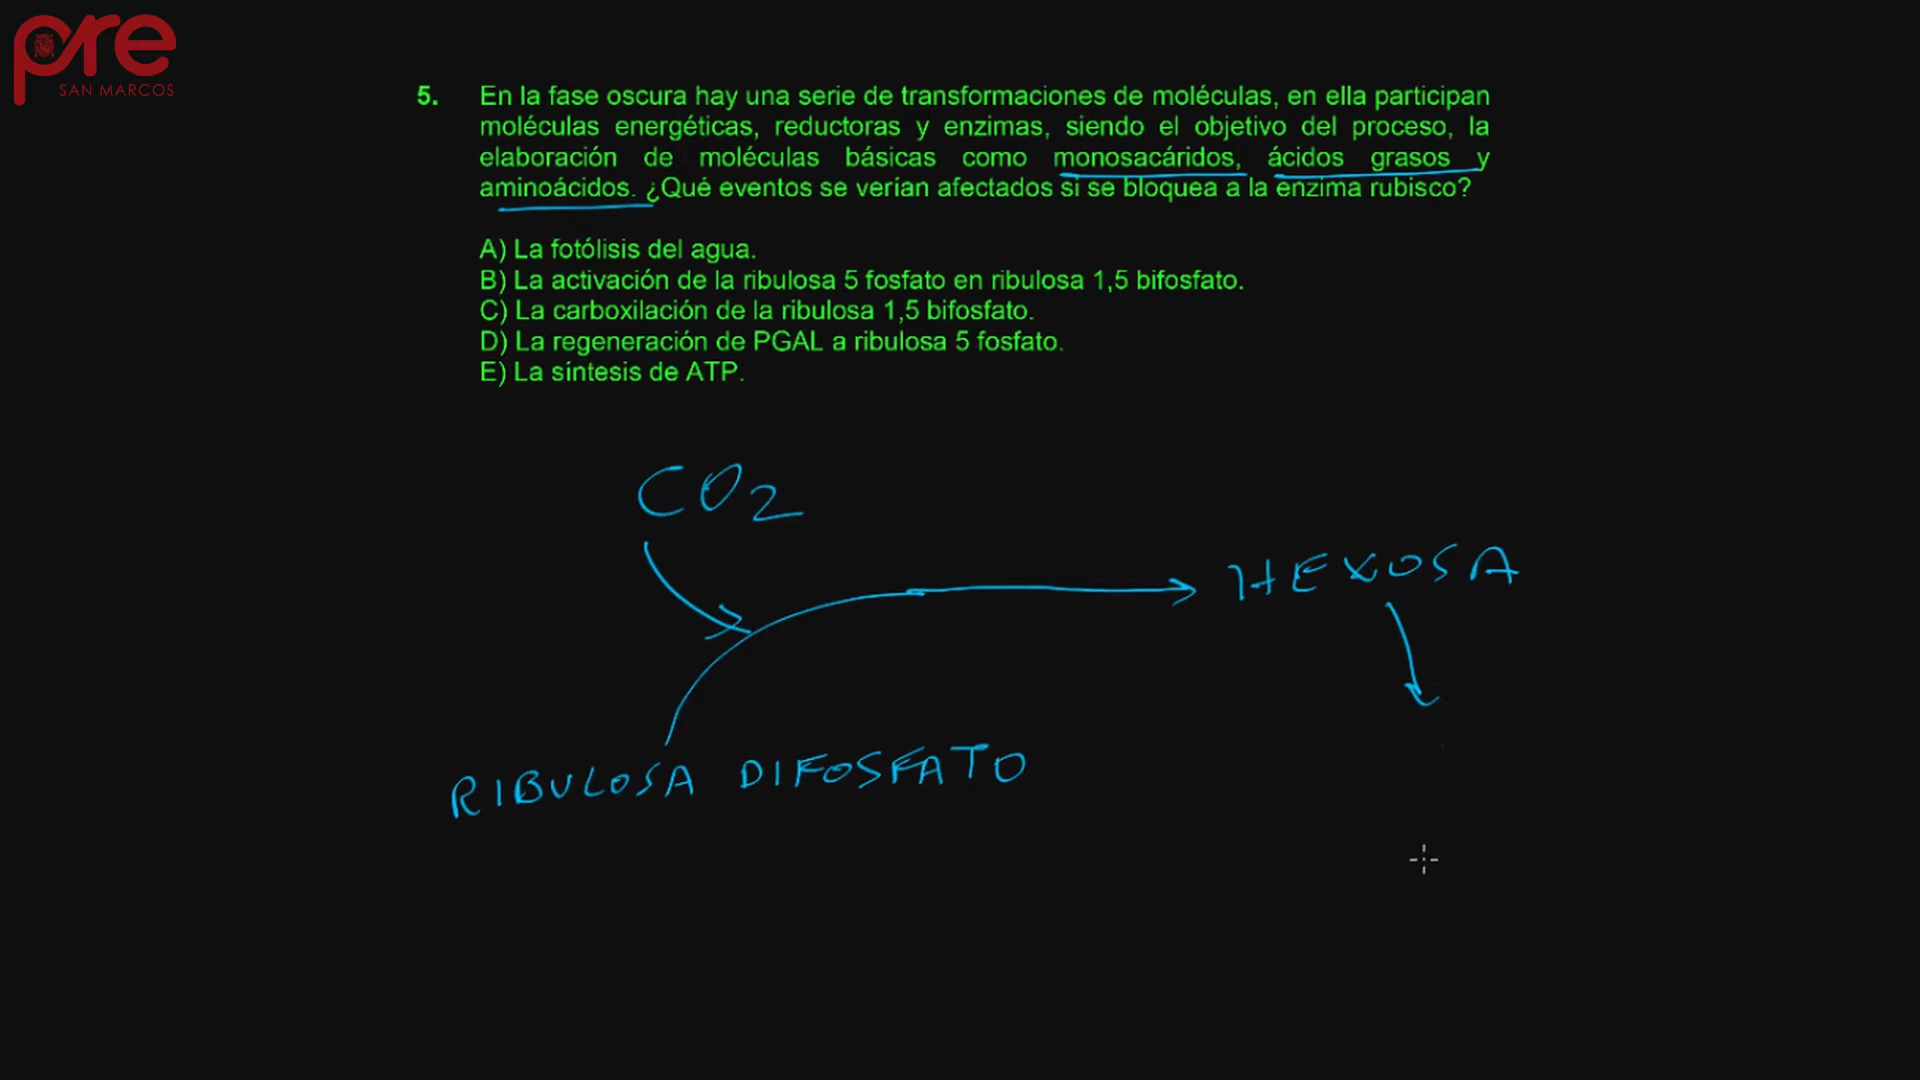 pre
SAN MARCOS
5. En la fase oscura hay una serie de transformaciones de moléculas, en ella participan
moléculas energéticas, reductoras y enzimas, siendo el objetivo del proceso, la
elaboración de moléculas básicas como monosacáridos, ácidos grasos y
aminoácidos. ¿Qué eventos se verían afectados si se bloquea a la enzima rubisco?
A) La fotólisis del agua.
B) La activación de la ribulosa 5 fosfato en ribulosa 1,5 bifosfato.
C) La carboxilación de la ribulosa 1,5 bifosfato.
D) La regeneración de PGAL a ribulosa 5 fosfato.
E) La síntesis de ATP.
CO2
HEXOSA
RIBULOSA DIFOSFATO